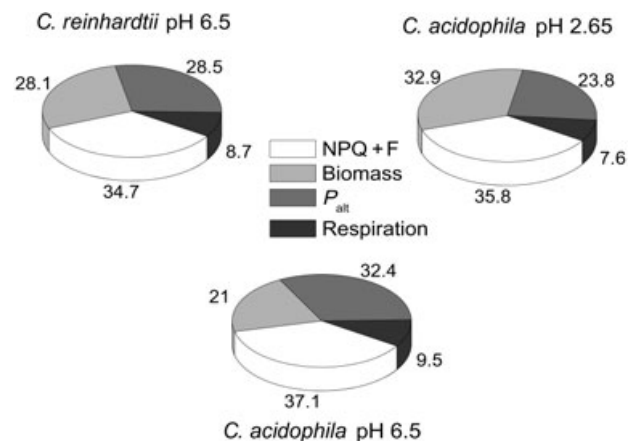 C. reinhardtii pH 6.5
C. acidophila pH 2.65
28.1
28.5
8.7
34.7
32.9
23.8
7.6
35.8
NPQ + F
Biomass
Palt
Respiration
21
32.4
9.5
37.1
C. acidophila pH 6.5